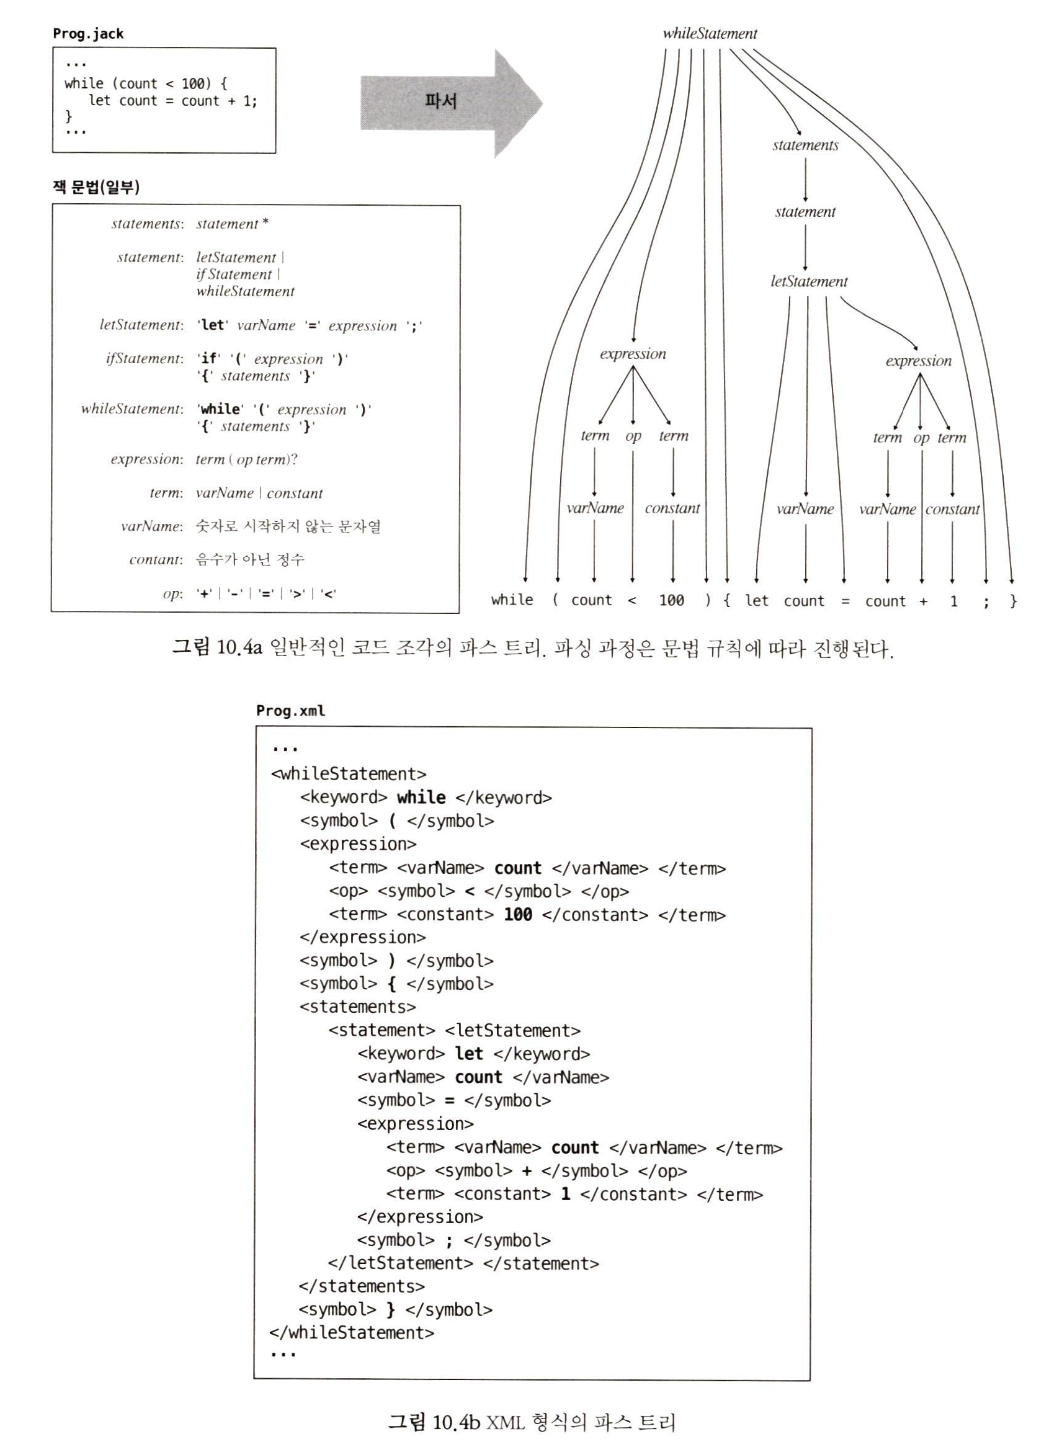 Prog.jack
...
while (count < 100) {
let count = count + 1;
}
...
파서
잭 문법(일부)
statements: statement *
statement: letStatement |
ifStatement |
whileStatement
letStatement: 'let' varName '=' expression ';'
ifStatement: 'if' '(' expression ')'
'{' statements '}'
whileStatement: 'while' '(' expression ')'
'{' statements '}'
expression: term ( op term)?
term: varName | constant
varName: 숫자로 시작하지 않는 문자열
contant: 음수가 아닌 정수
op: '+' | '-' | '=' | '>' | '<'
whileStatement
statements
statement
letStatement
expression
expression
term op term
term op term
varName constant
varName
varName constant
while ( count < 100 ) { let count = count + 1 ; }
그림 10.4a 일반적인 코드 조각의 파스 트리. 파싱 과정은 문법 규칙에 따라 진행된다.
Prog.xml
...
<whileStatement>
<keyword> while </keyword>
<symbol> ( </symbol>
<expression>
<term> <varName> count </varName> </term>
<op> <symbol> < </symbol> </op>
<term> <constant> 100 </constant> </term>
</expression>
<symbol> ) </symbol>
<symbol> { </symbol>
<statements>
<statement> <letStatement>
<keyword> let </keyword>
<varName> count </varName>
<symbol> = </symbol>
<expression>
<term> <varName> count </varName> </term>
<op> <symbol> + </symbol> </op>
<term> <constant> 1 </constant> </term>
</expression>
<symbol> ; </symbol>
</letStatement> </statement>
</statements>
<symbol> } </symbol>
</whileStatement>
...
그림 10.4b XML 형식의 파스 트리